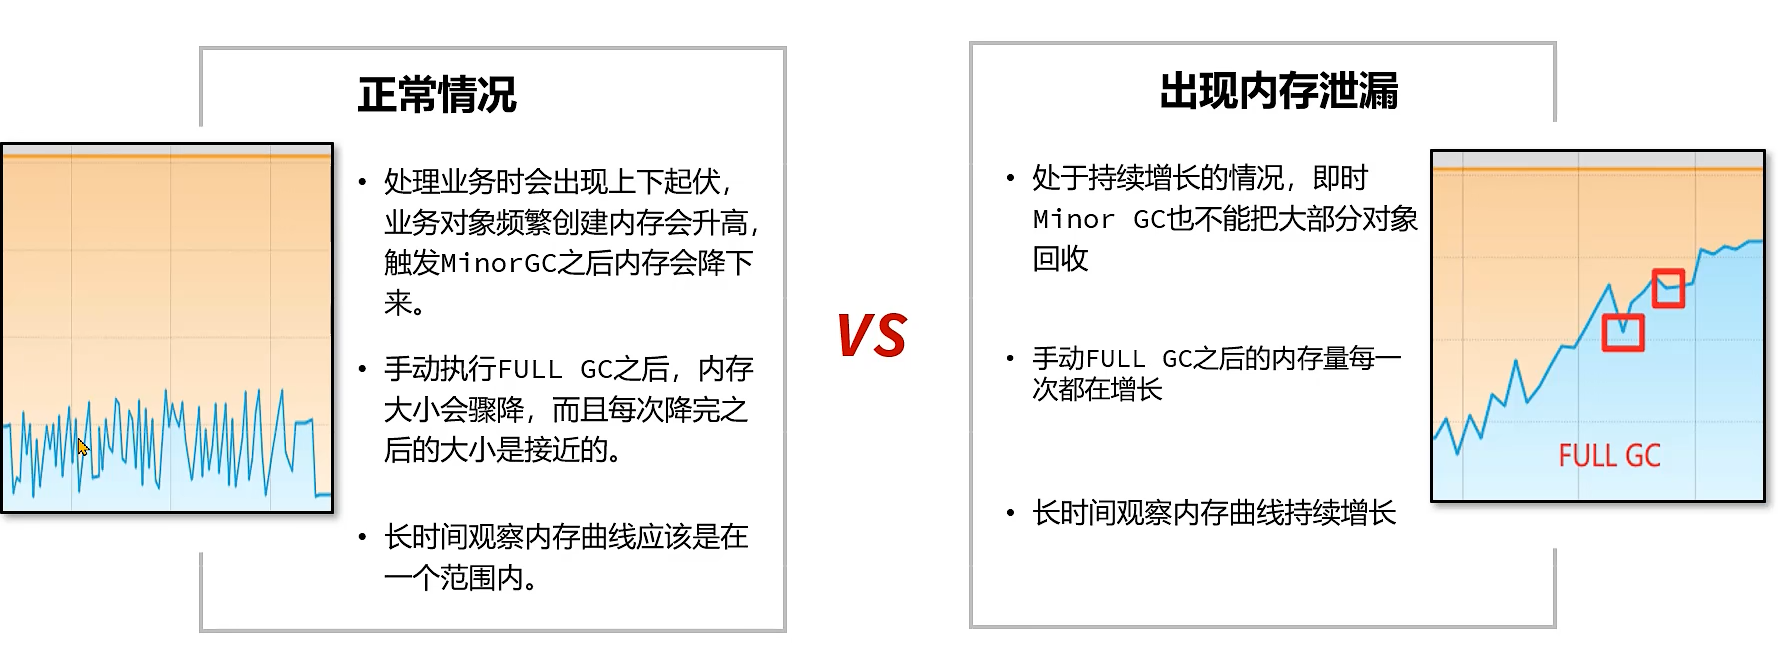 正常情况
• 处理业务时会出现上下起伏，
业务对象频繁创建内存会升高，
触发MinorGC之后内存会降下
来。
• 手动执行FULL GC之后，内存
大小会骤降，而且每次降完之
后的大小是接近的。
• 长时间观察内存曲线应该是在
一个范围内。
VS
出现内存泄漏
• 处于持续增长的情况，即时
Minor GC也不能把大部分对象
回收
• 手动FULL GC之后的内存量每一
次都在增长
• 长时间观察内存曲线持续增长
FULL GC